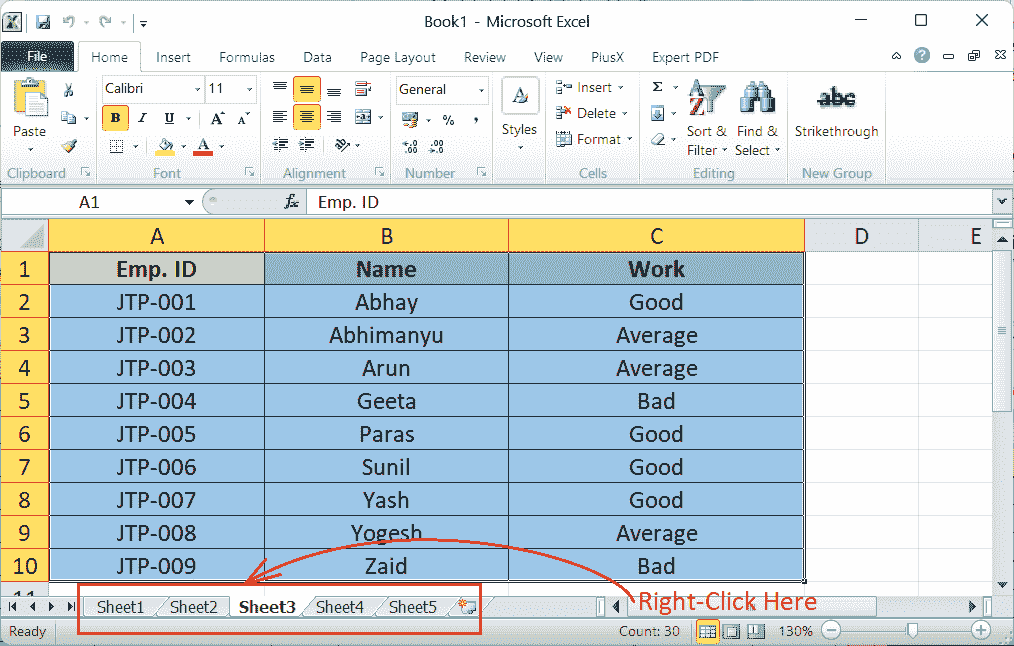 Book1 - Microsoft Excel
File Home Insert Formulas Data Page Layout Review View PlusX Expert PDF
Calibri 11 General Insert Σ abc
Paste B I U A A % , Styles Delete Sort & Find & Strikethrough
A Format Filter Select
Clipboard Font Alignment Number Cells Editing New Group
A1 fx Emp. ID
A B C D E
1 Emp. ID Name Work
2 JTP-001 Abhay Good
3 JTP-002 Abhimanyu Average
4 JTP-003 Arun Average
5 JTP-004 Geeta Bad
6 JTP-005 Paras Good
7 JTP-006 Sunil Good
8 JTP-007 Yash Good
9 JTP-008 Yogesh Average
10 JTP-009 Zaid Bad
11
Sheet1 Sheet2 Sheet3 Sheet4 Sheet5 Right-Click Here
Ready Count: 30 130%